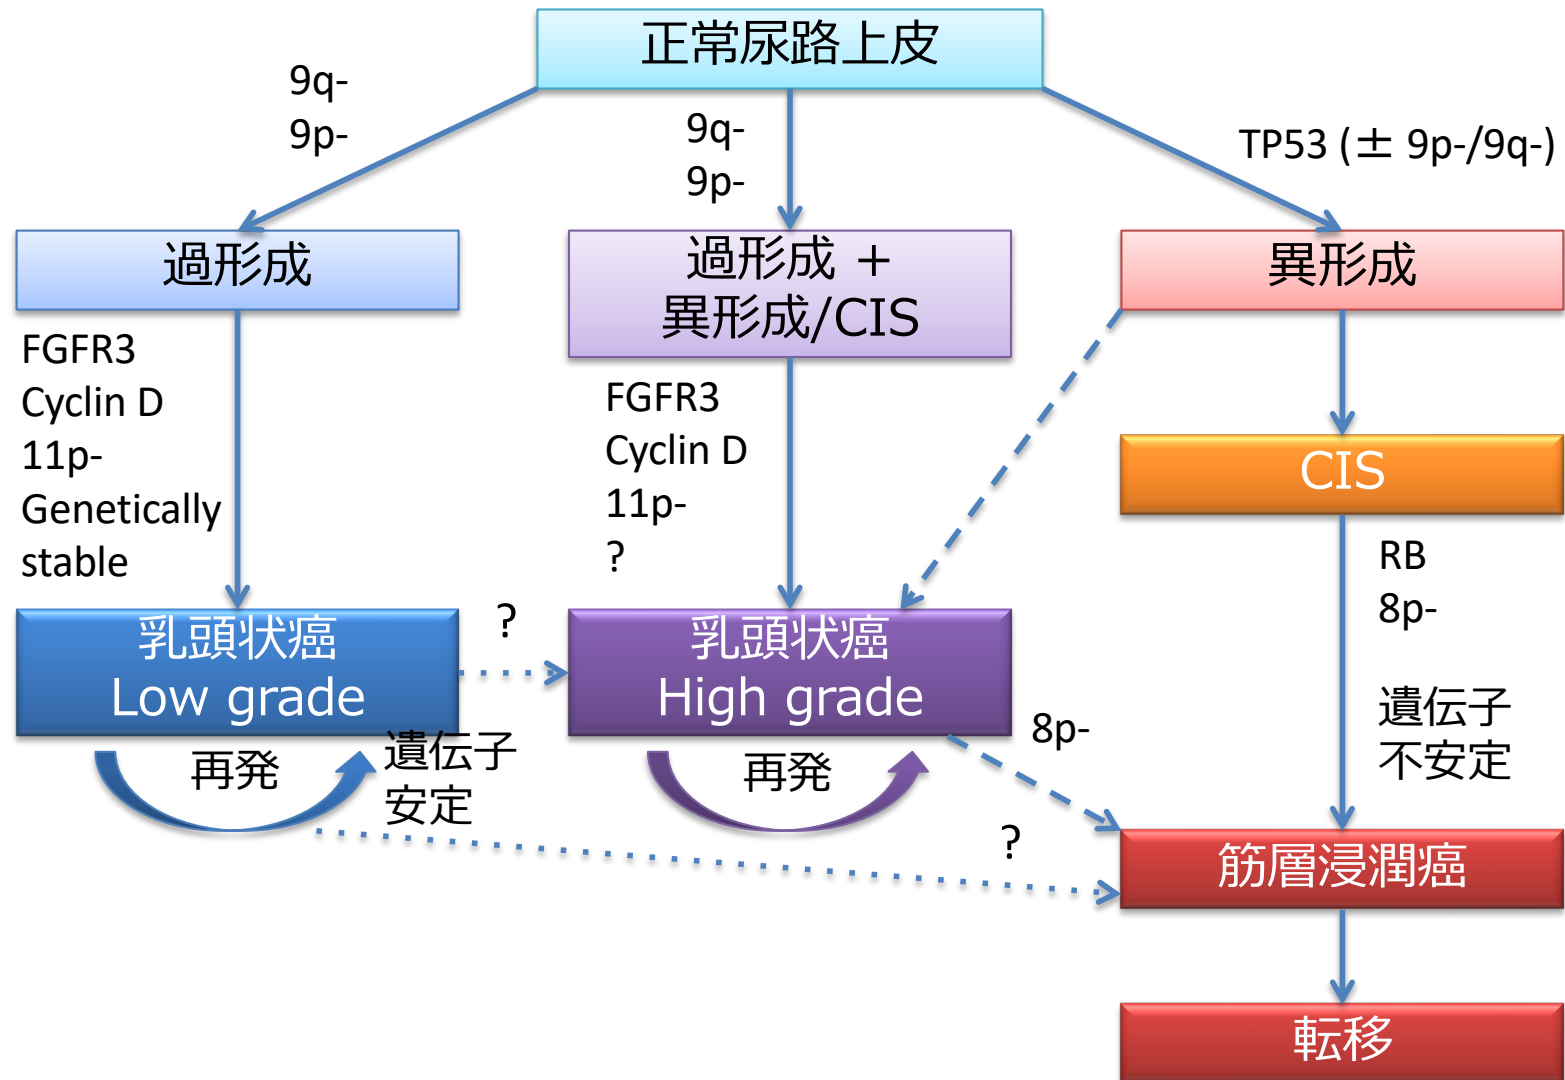 正常尿路上皮
9q-
9p-
9q-
9p-
TP53 (± 9p-/9q-)
過形成
過形成 +
異形成/CIS
異形成
FGFR3
Cyclin D
11p-
Genetically
stable
FGFR3
Cyclin D
11p-
?
CIS
RB
8p-
遺伝子
不安定
乳頭状癌
Low grade
?
乳頭状癌
High grade
再発
遺伝子
安定
再発
8p-
?
筋層浸潤癌
転移